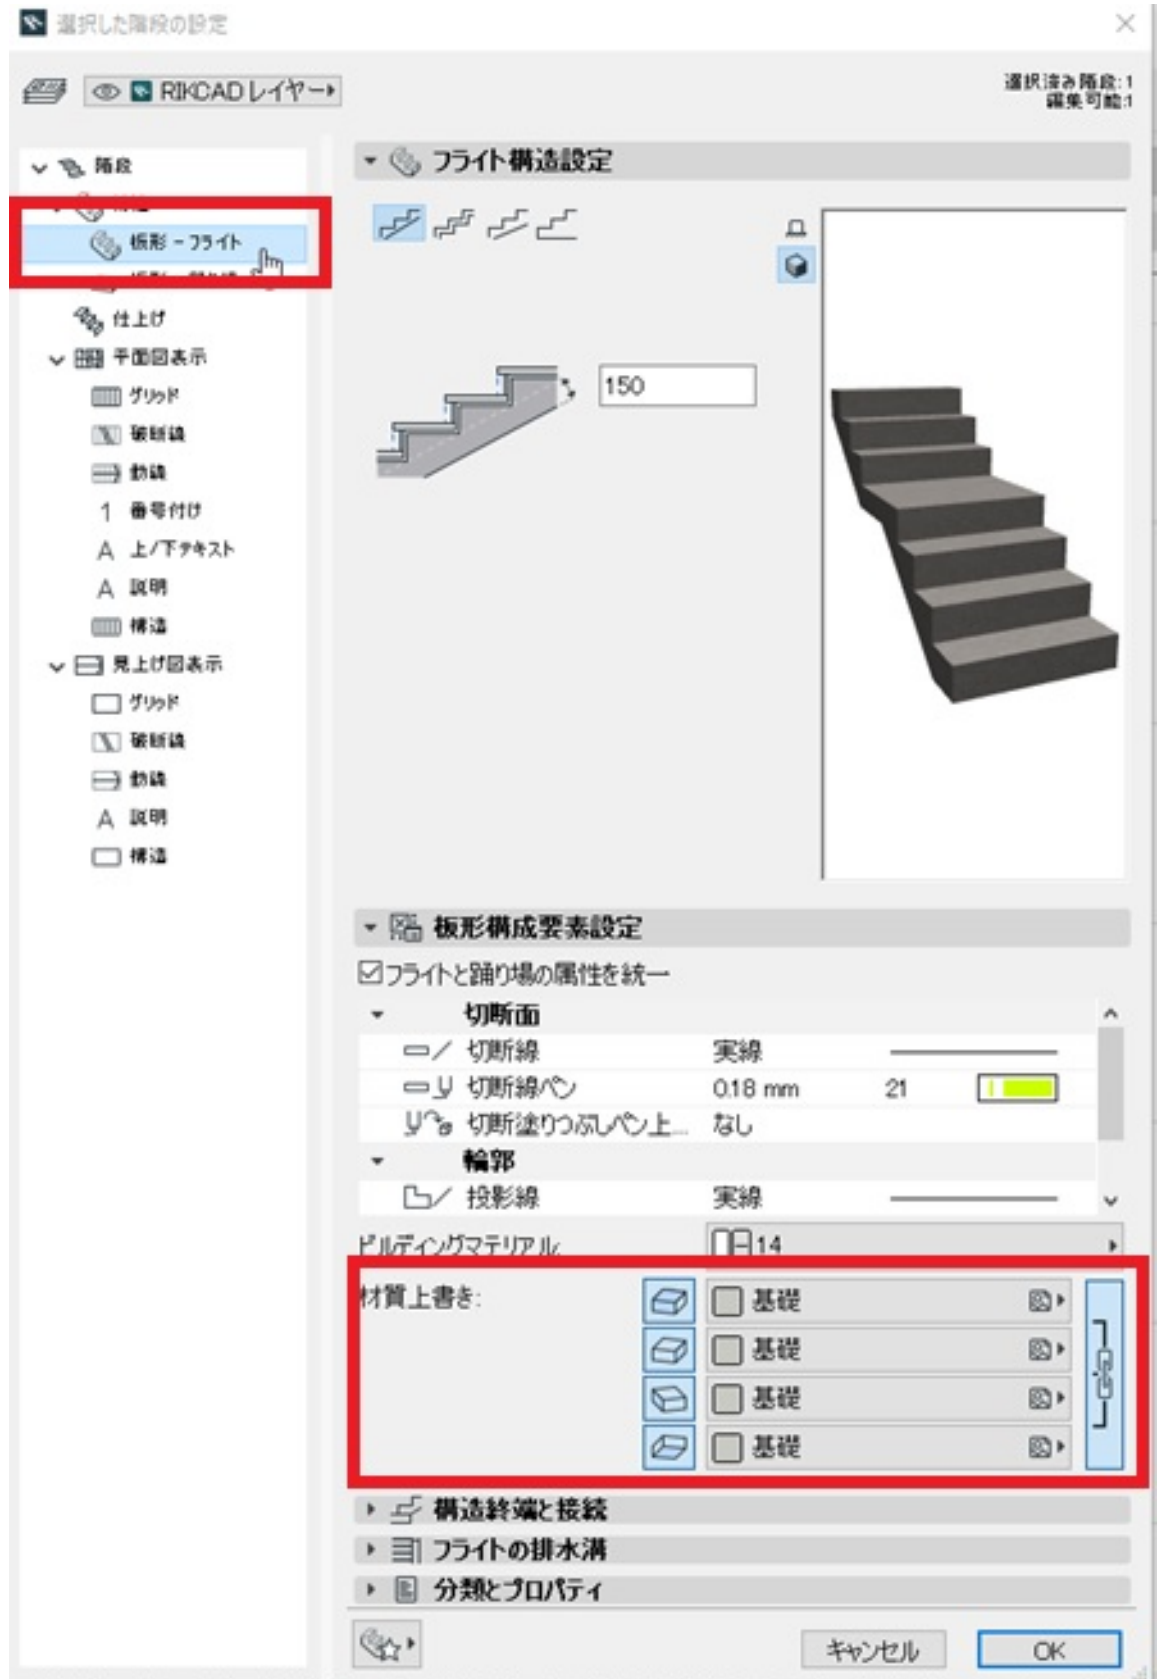 選択した階段の設定
RIKCADレイヤー
選択済み階段:1
編集可能:1
階段
板形 - フライト
仕上げ
平面図表示
グリッド
破断線
動線
1 番号付け
A 上/下テキスト
A 説明
構造
見上げ図表示
グリッド
破断線
動線
A 説明
構造
フライト構造設定
150
板形構成要素設定
フライトと踊り場の属性を統一
切断面
切断線 実線
切断線ペン 0.18 mm 21
切断塗りつぶしペン上... なし
輪郭
投影線 実線
ビルディングマテリアル: 14
材質上書き: 基礎
基礎
基礎
基礎
構造終端と接続
フライトの排水溝
分類とプロパティ
キャンセル OK